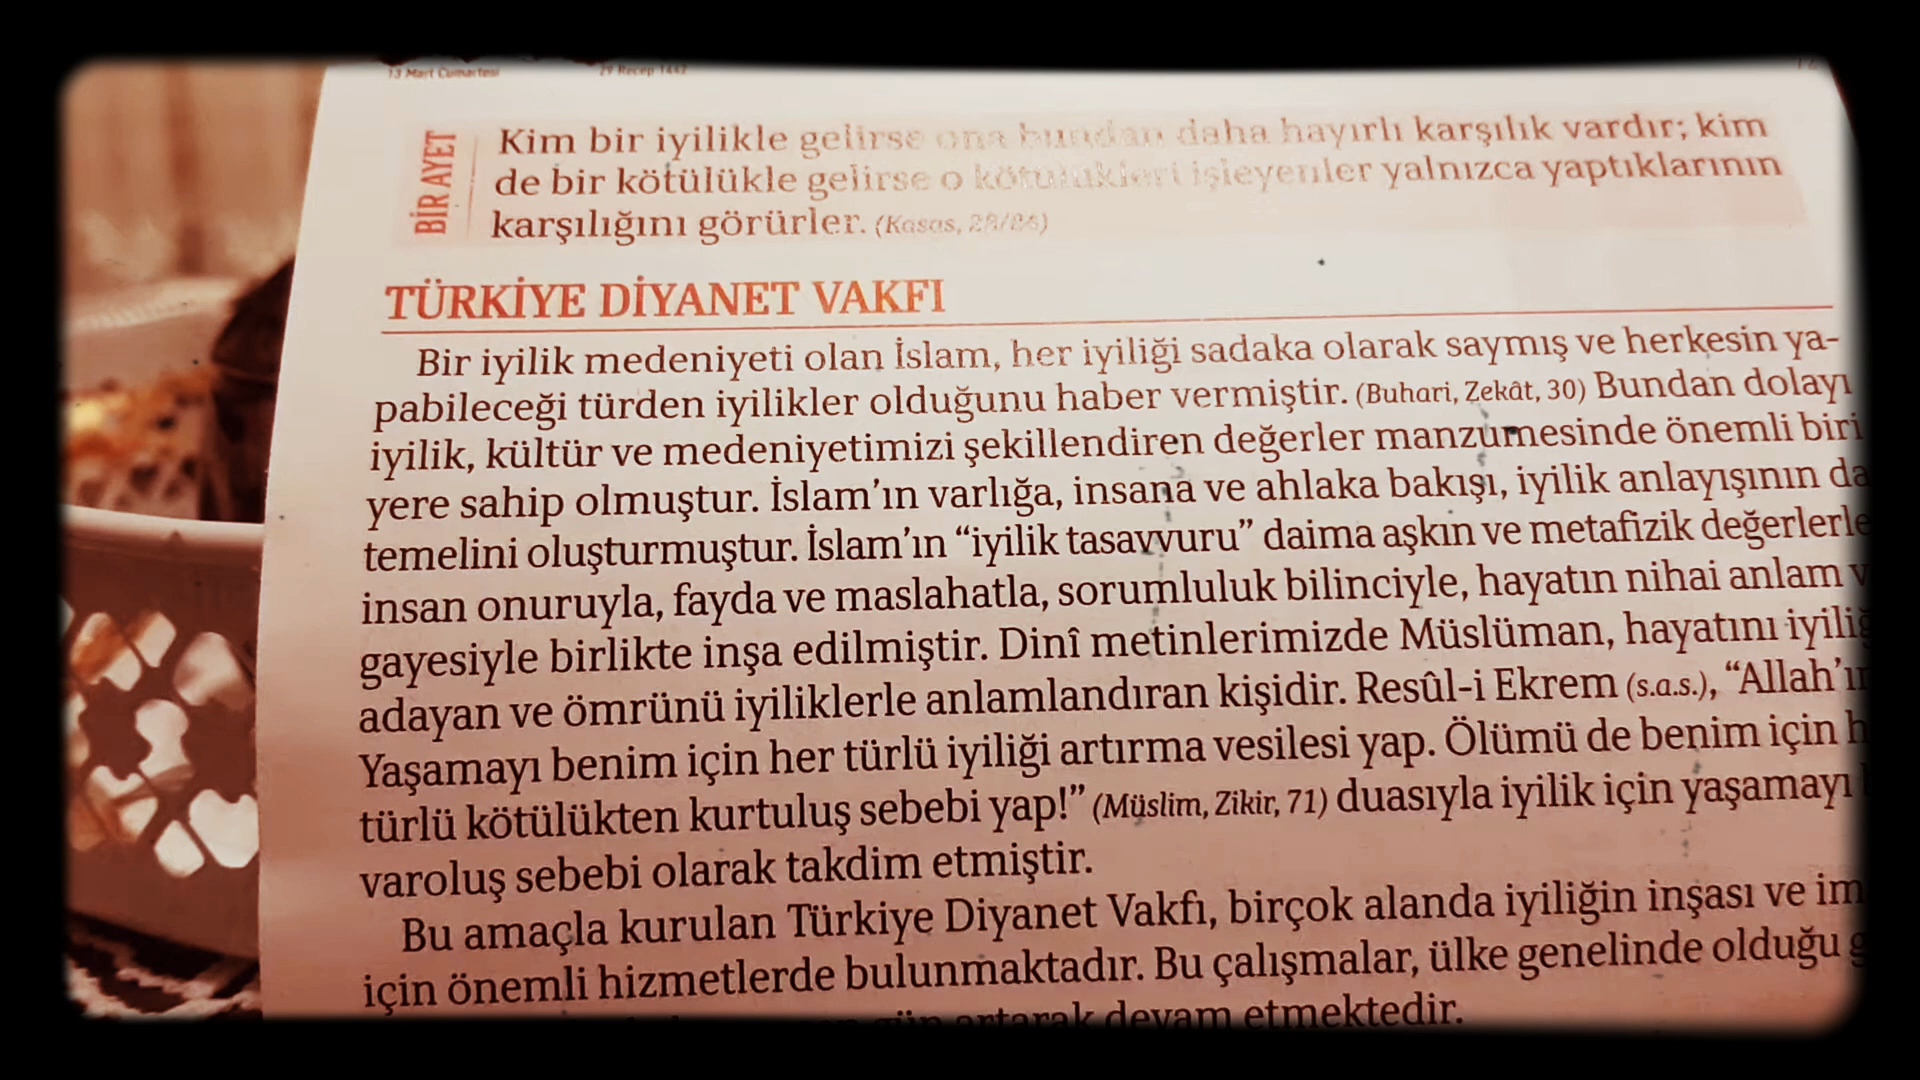 13 Mart Cumartesi 29 Recep 1442
BİR AYET
Kim bir iyilikle gelirse ona bundan daha hayırlı karşılık vardır; kim
de bir kötülükle gelirse o kötülükleri işleyenler yalnızca yaptıklarının
karşılığını görürler. (Kasas,
TÜRKİYE DİYANET VAKFI
Bir iyilik medeniyeti olan İslam, her iyiliği sadaka olarak saymış ve herkesin ya-
pabileceği türden iyilikler olduğunu haber vermiştir. (Buhari, Zekât, 30) Bundan dolayı
iyilik, kültür ve medeniyetimizi şekillendiren değerler manzumesinde önemli biri
yere sahip olmuştur. İslam’ın varlığa, insana ve ahlaka bakışı, iyilik anlayışının da
temelini oluşturmuştur. İslam’ın “iyilik tasavvuru” daima aşkın ve metafizik değerlerle
insan onuruyla, fayda ve maslahatla, sorumluluk bilinciyle, hayatın nihai anlam
gayesiyle birlikte inşa edilmiştir. Dinî metinlerimizde Müslüman, hayatını
adayan ve ömrünü iyiliklerle anlamlandıran kişidir. Resûl-i Ekrem (s.a.s.),
Yaşamayı benim için her türlü iyiliği artırma vesilesi yap. Ölümü de benim için
türlü kötülükten kurtuluş sebebi yap!” (Müslim, Zikir, 71) duasıyla iyilik için yaşamayı
varoluş sebebi olarak takdim etmiştir.
Bu amaçla kurulan Türkiye Diyanet Vakfı, birçok alanda iyiliğin inşası ve
için önemli hizmetlerde bulunmaktadır. Bu çalışmalar, ülke genelinde olduğu
gün artarak devam etmektedir.